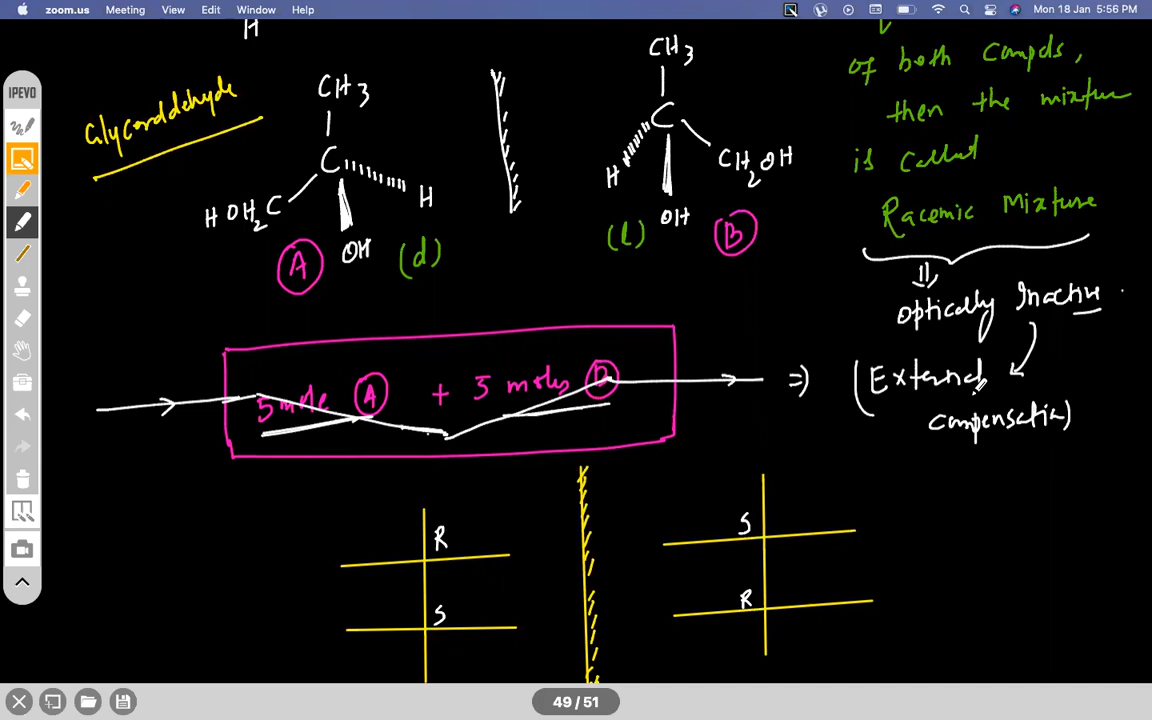 zoom.us Meeting View Edit Window Help
Mon 18 Jan 5:56 PM
IPEVO
H
Glyceraldehyde
CH3
C
HOH2C
H
OH
A
(d)
CH3
C
H
CH2OH
OH
(l)
B
of both Compds,
then the mixture
is called
Racemic Mixture
⇓
optically Inactive
5 mole A + 5 moles B ⇒ (External
compensation)
R
S
S
R
49 / 51